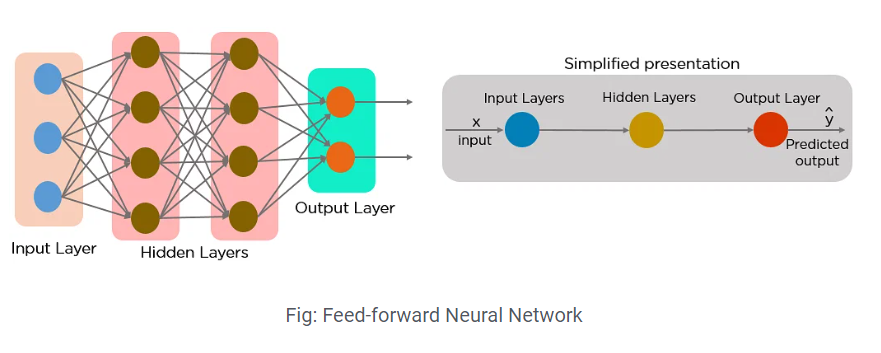 Input Layer
Hidden Layers
Output Layer
Simplified presentation
Input Layers
Hidden Layers
Output Layer
x
input
ŷ
Predicted
output
Fig: Feed-forward Neural Network